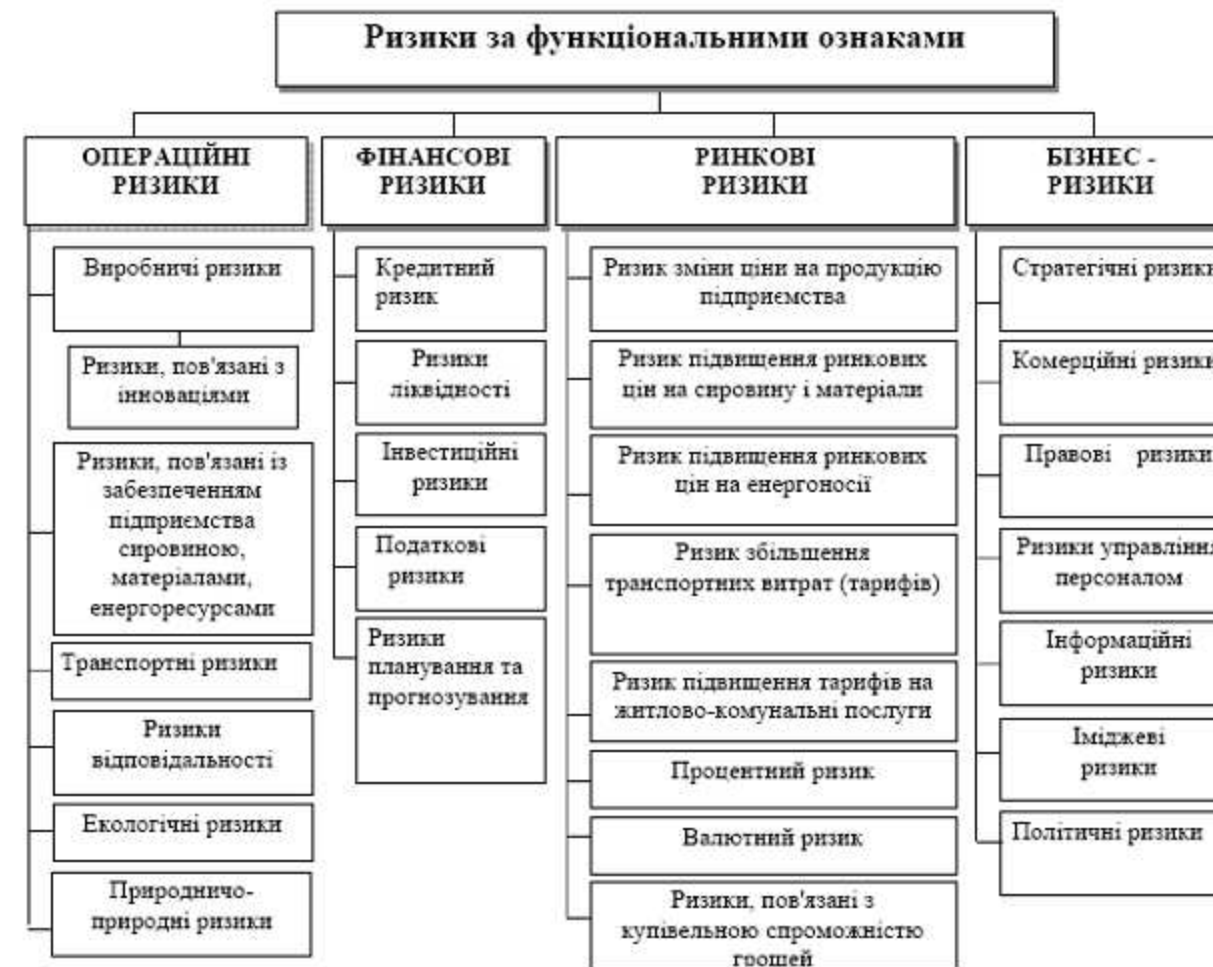 Ризики за функціональними ознаками
ОПЕРАЦІЙНІ
РИЗИКИ
Виробничі ризики
Ризики, пов'язані з
інноваціями
Ризики, пов'язані із
забезпеченням
підприємства
сировиною,
матеріалами,
енергоресурсами
Транспортні ризики
Ризики
відповідальності
Екологічні ризики
Природничо-
природні ризики
ФІНАНСОВІ
РИЗИКИ
Кредитний
ризик
Ризики
ліквідності
Інвестиційні
ризики
Податкові
ризики
Ризики
планування та
прогнозування
РИНКОВІ
РИЗИКИ
Ризик зміни ціни на продукцію
підприємства
Ризик підвищення ринкових
цін на сировину і матеріали
Ризик підвищення ринкових
цін на енергоносії
Ризик збільшення
транспортних витрат (тарифів)
Ризик підвищення тарифів на
житлово-комунальні послуги
Процентний ризик
Валютний ризик
Ризики, пов'язані з
купівельною спроможністю
грошей
БІЗНЕС -
РИЗИКИ
Стратегічні ризики
Комерційні ризики
Правові ризики
Ризики управління
персоналом
Інформаційні
ризики
Іміджеві
ризики
Політичні ризики